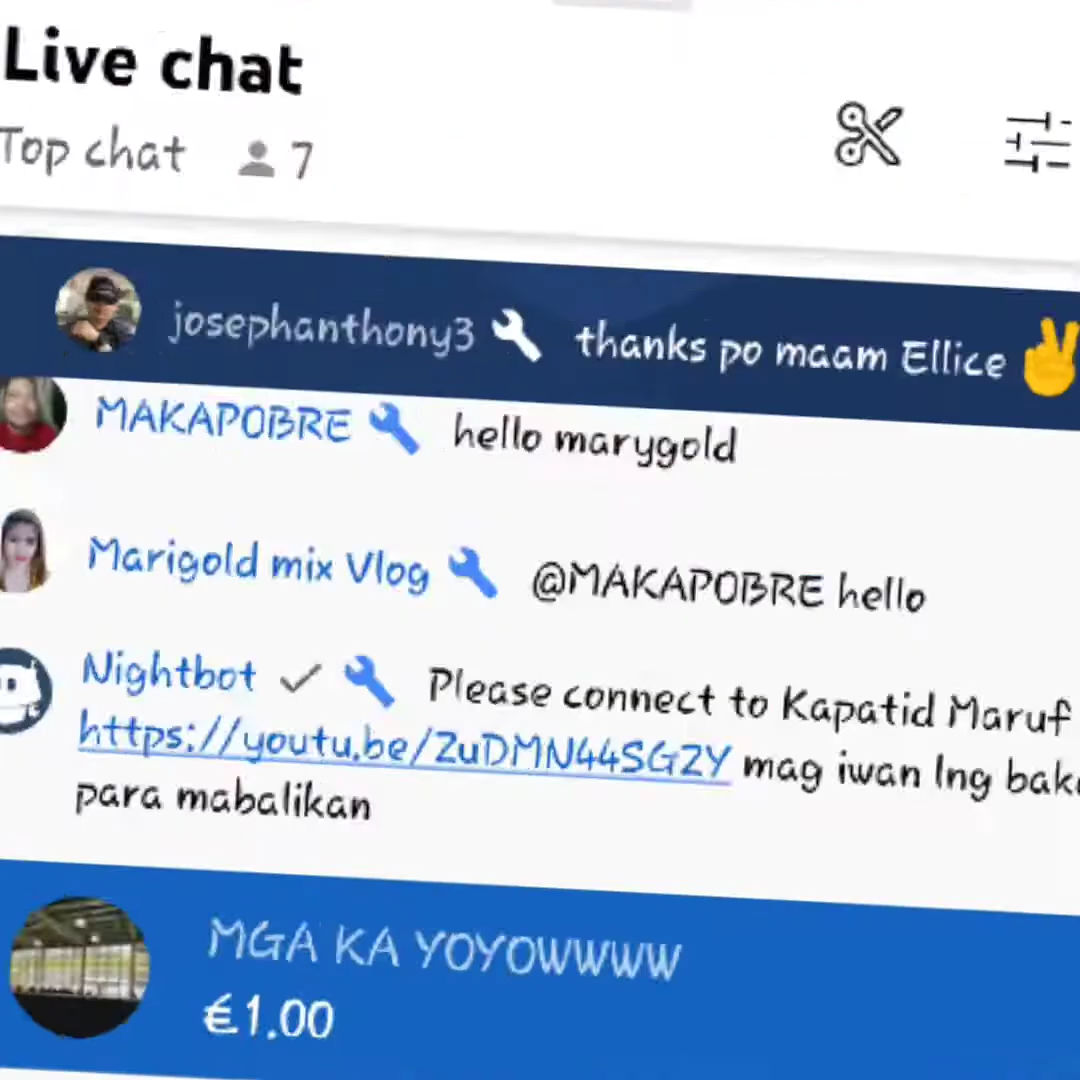 Live chat
Top chat 7
josephanthony3 thanks po maam Ellice
MAKAPOBRE hello marygold
Marigold mix Vlog @MAKAPOBRE hello
Nightbot Please connect to Kapatid Maruf
https://youtu.be/ZuDMN44SGZY mag iwan lng
para mabalikan
MGA KA YOYOWWWW
€1.00